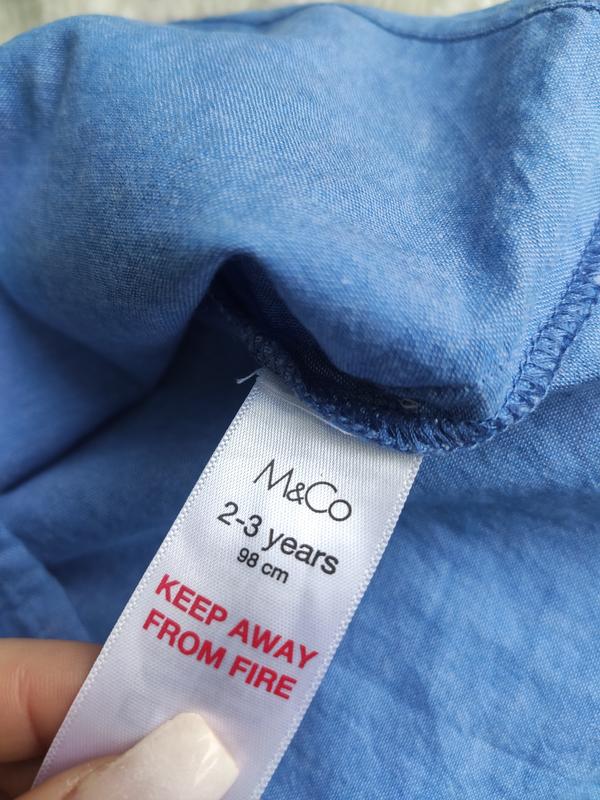 M&Co
2-3 years
98 cm
KEEP AWAY
FROM FIRE